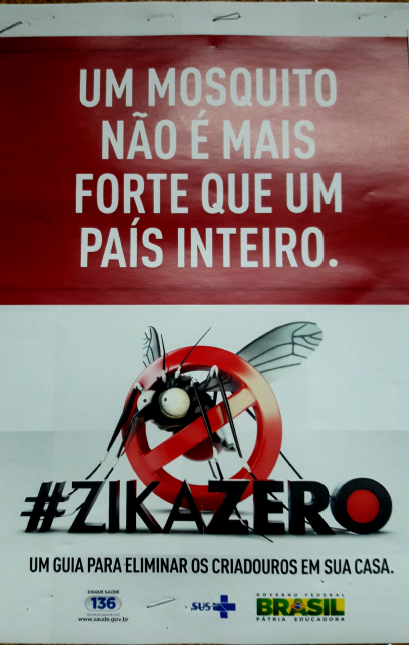 UM MOSQUITO
NÃO É MAIS
FORTE QUE UM
PAÍS INTEIRO.
#ZIKAZERO
UM GUIA PARA ELIMINAR OS CRIADOUROS EM SUA CASA.
DISQUE SAÚDE
136
www.saude.gov.br
SUS
GOVERNO FEDERAL
BRASIL
PÁTRIA EDUCADORA